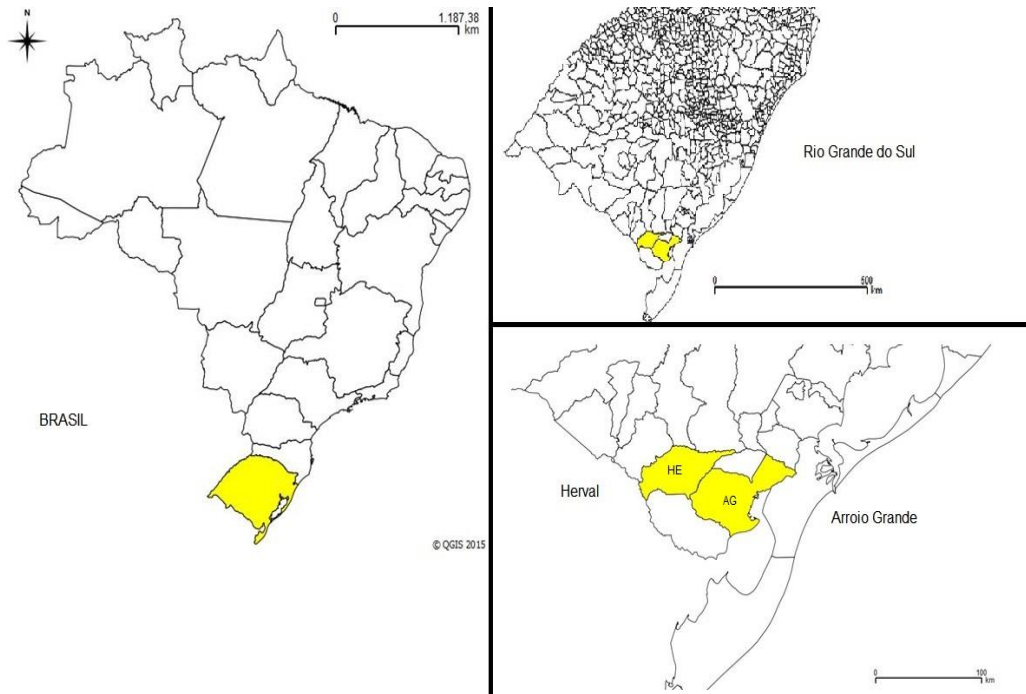 N
0 1.187,38
km
BRASIL
© QGIS 2015
Rio Grande do Sul
0 500
km
HE
Herval
AG
Arroio Grande
0 100
km